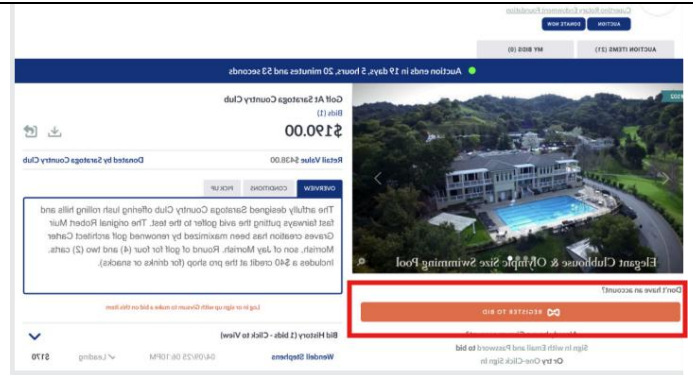 Cupertino Rotary Endowment Foundation
AUCTION
DONATE NOW
AUCTION ITEMS (21)
MY BIDS (0)
Auction ends in 19 days, 5 hours, 20 minutes and 53 seconds
Elegant Clubhouse & Olympic Size Swimming Pool
Don't have an account?
REGISTER TO BID
Sign In with Email and Password to bid
Or try One-Click Sign In
Golf At Saratoga Country Club
Bids (1)
$190.00
Retail Value $438.00
Donated by Saratoga Country Club
OVERVIEW
CONDITIONS
PICK UP
The artfully designed Saratoga Country Club offering lush rolling hills and
fast fairways putting the avid golfer to the test. The original Robert Muir
Graves creation has been maximized by renowned golf architect Carter
Morrish, son of Jay Morrish. Round of golf for four (4) and two (2) carts.
Includes a $40 credit at the pro shop (for drinks or snacks).
Log in or sign up with Givsum to make a bid on this item
Bid History (1 bids - Click to View)
Wendell Stephens
04/09/25 06:10PM
Leading
$170